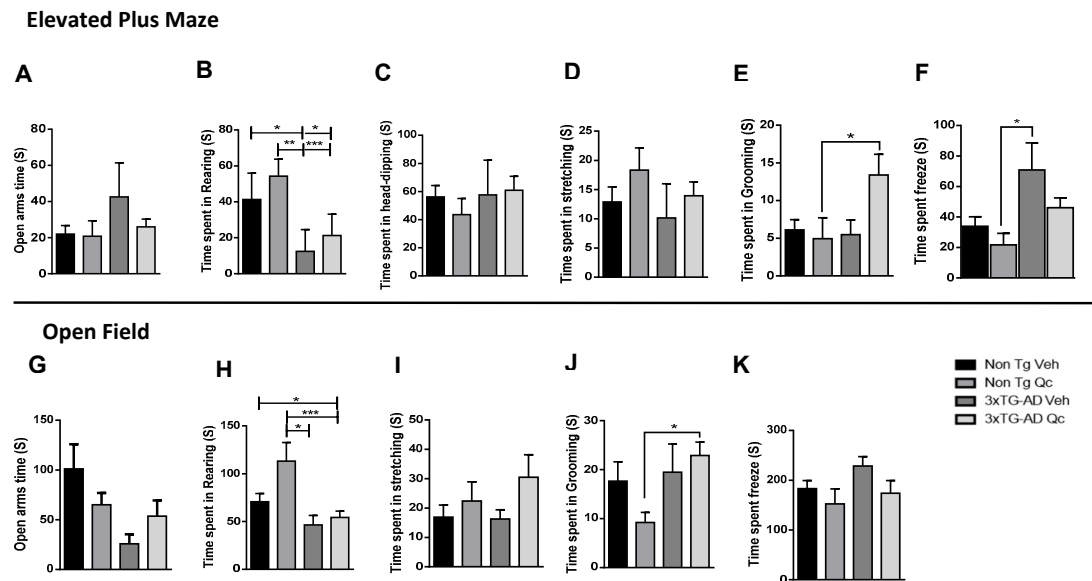 Elevated Plus Maze
A
Open arms time (S)
80
60
40
20
0
B
Time spent in Rearing (S)
80
60
40
20
0
* *
** ***
C
Time spent in head-dipping (S)
100
80
60
40
20
0
D
Time spent in stretching (S)
25
20
15
10
5
0
E
Time spent in Grooming (S)
20
15
10
5
0
*
F
Time spent freeze (S)
100
80
60
40
20
0
*
Open Field
G
Open arms time (S)
150
100
50
0
H
Time spent in Rearing (S)
150
100
50
0
*
***
*
I
Time spent in stretching (S)
50
40
30
20
10
0
J
Time spent in Grooming (S)
30
20
10
0
*
K
Time spent freeze (S)
300
200
100
0
Non Tg Veh
Non Tg Qc
3xTG-AD Veh
3xTG-AD Qc